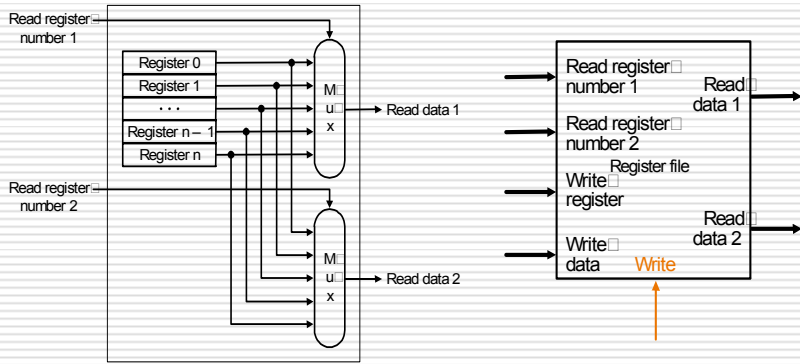 Read register
number 1
Register 0
Register 1
. . .
Register n – 1
Register n
M
u
x
Read data 1
Read register
number 2
M
u
x
Read data 2
Read register
number 1
Read
data 1
Read register
number 2
Register file
Write
register
Read
data 2
Write
data
Write